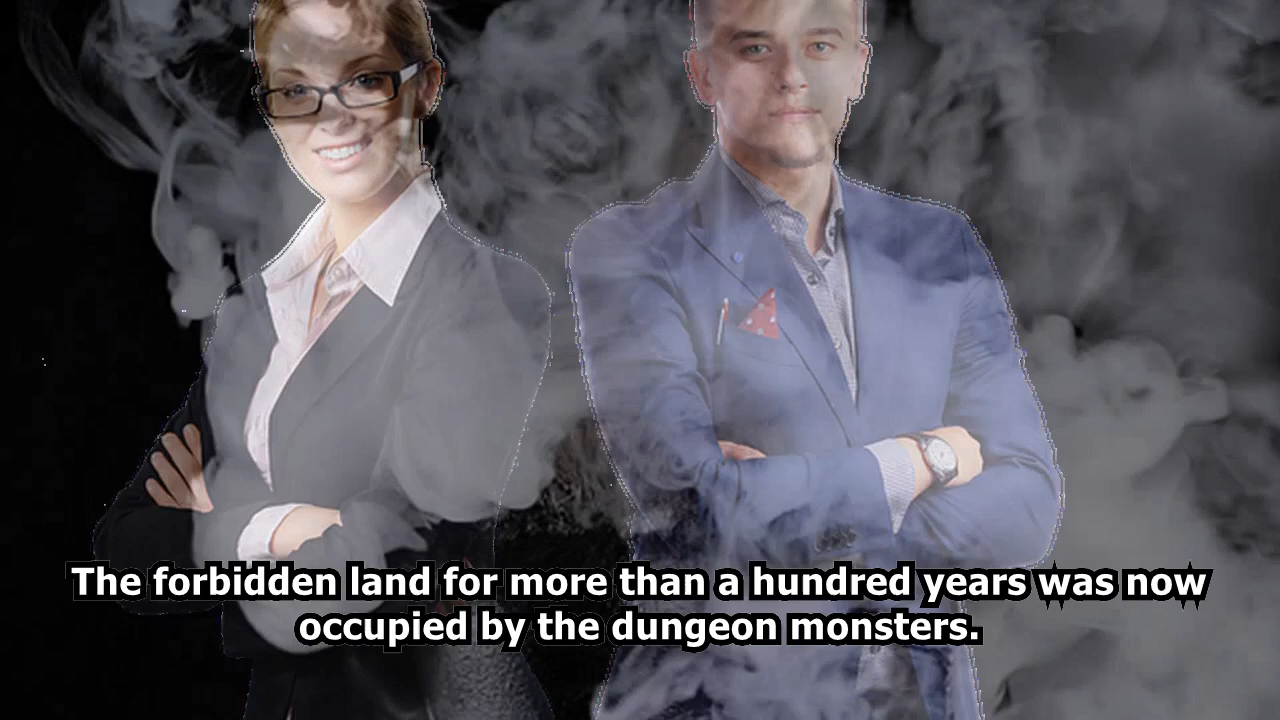 The forbidden land for more than a hundred years was now
occupied by the dungeon monsters.